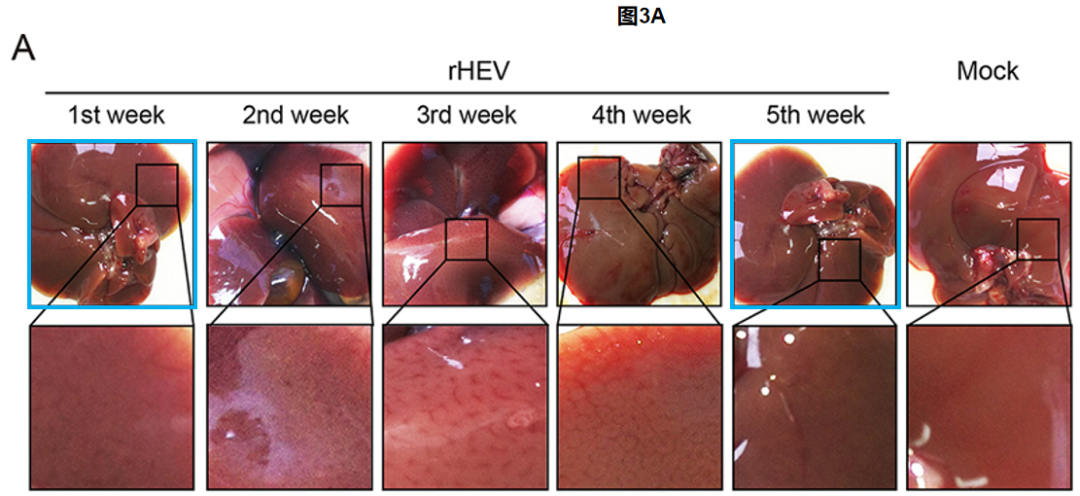 图3A
A
rHEV
Mock
1st week
2nd week
3rd week
4th week
5th week